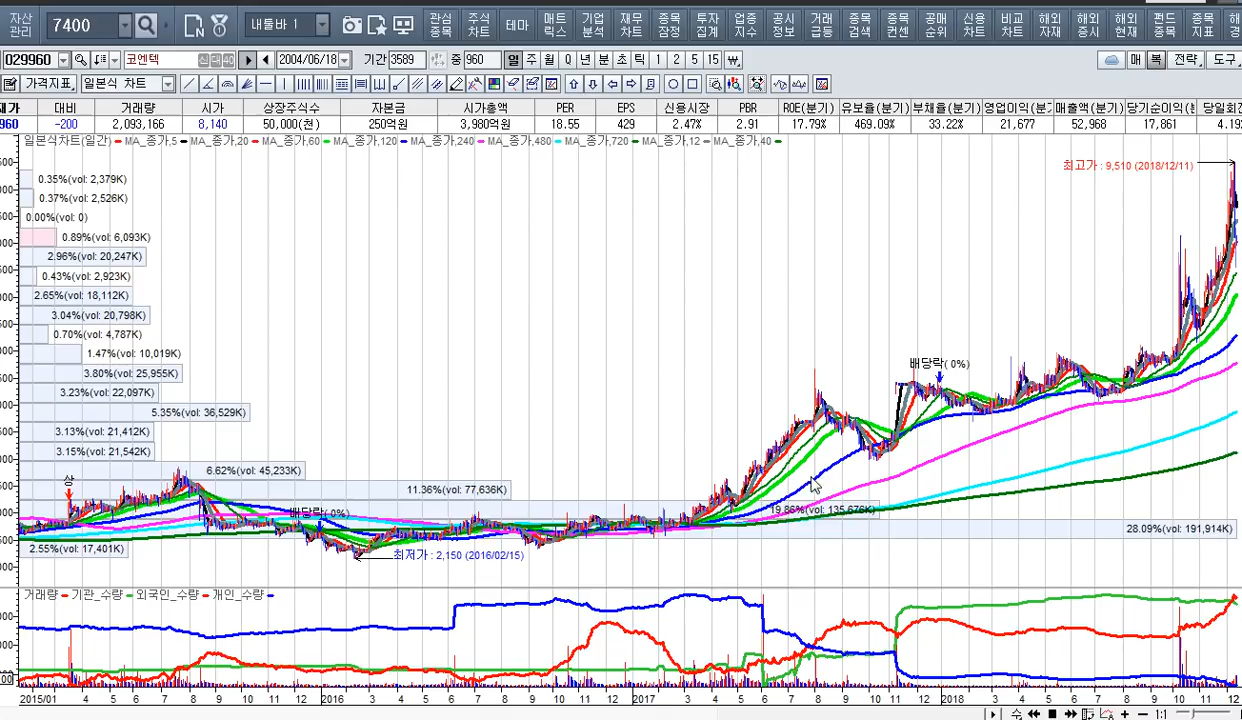 자산 관리
7400
내툴바 1
관심 종목 주식 차트 테마 매트 릭스 기업 분석 재무 차트 종목 잠정 투자 집계 업종 지수 공시 정보 거래 급등 종목 검색 종목 컨센 공매 순위 신용 차트 비교 차트 해외 자재 해외 증시 해외 현재 펀드 종목 종목 지표
029960 코엔텍 신 대 40 2004/06/18 기간 3589 중 960 일 주 월 Q 년 분 초 틱 1 2 5 15 매 복 전략 도구
가격지표 일본식 차트
대비 거래량 시가 상장주식수 자본금 시가총액 PER EPS 신용시장 PBR ROE(분기) 유보율(분기) 부채율(분기) 영업이익(분기 매출액(분기) 당기순이익( 당일회전
960 -200 2,093,166 8,140 50,000(천) 250억원 3,980억원 18.55 429 2.47% 2.91 17.79% 469.09% 33.22% 21,677 52,968 17,861 4.19
일본식차트(일간) MA_종가,5 MA_종가,20 MA_종가,60 MA_종가,120 MA_종가,240 MA_종가,480 MA_종가,720 MA_종가,12 MA_종가,40
최고가 : 9,510 (2018/12/11)
0.35%(vol: 2,379K)
0.37%(vol: 2,526K)
0.00%(vol: 0)
0.89%(vol: 6,093K)
2.96%(vol: 20,247K)
0.43%(vol: 2,923K)
2.65%(vol: 18,112K)
3.04%(vol: 20,798K)
0.70%(vol: 4,787K)
1.47%(vol: 10,019K)
배당락( 0%)
3.80%(vol: 25,955K)
3.23%(vol: 22,097K)
5.35%(vol: 36,529K)
3.13%(vol: 21,412K)
3.15%(vol: 21,542K)
6.62%(vol: 45,233K)
상
11.36%(vol: 77,636K)
배당락( 0%)
19.86%(vol: 135,676K)
28.09%(vol: 191,914K)
2.55%(vol: 17,401K)
최저가 : 2,150 (2016/02/15)
거래량 기관_수량 외국인_수량 개인_수량
2015/01 4 5 6 7 8 9 10 11 12 2016 3 4 5 6 7 8 9 10 11 2017 3 4 5 6 7 8 9 10 11 12 2018 3 4 5 6 7 8 9 10 11 12
1:1